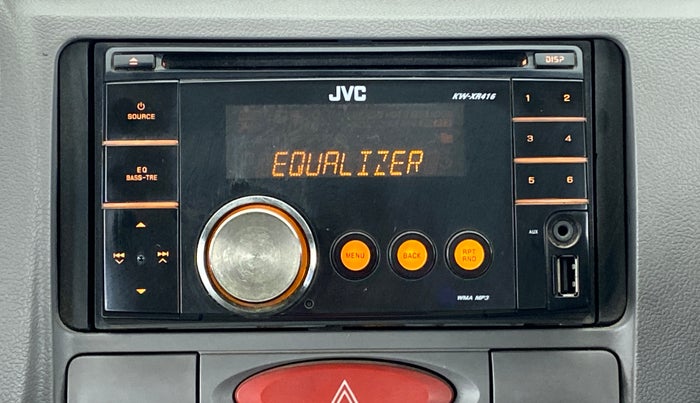 DISP
JVC
KW-XR416
SOURCE
EQ
BASS-TRE
EQUALIZER
1 2
3 4
5 6
MENU
BACK
RPT
RND
AUX
WMA MP3